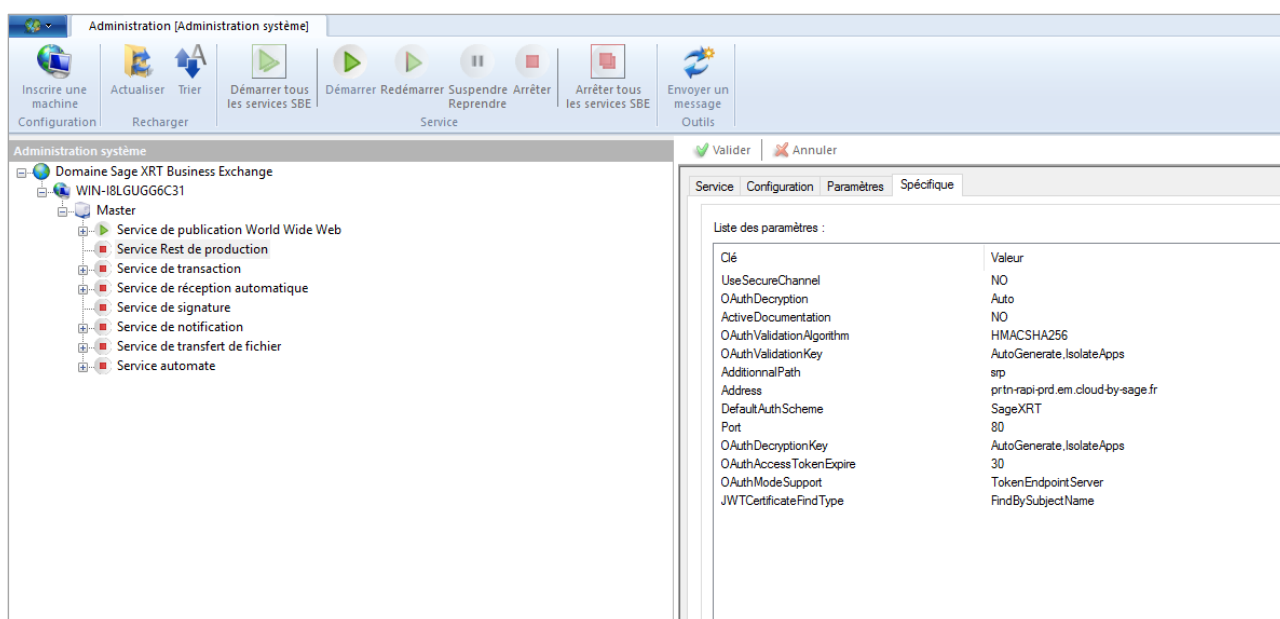 Administration [Administration système]
Inscrire une machine
Actualiser
Trier
Démarrer tous les services SBE
Démarrer
Redémarrer
Suspendre Reprendre
Arrêter
Arrêter tous les services SBE
Envoyer un message
Configuration
Recharger
Service
Outils
Administration système
Domaine Sage XRT Business Exchange
WIN-I8LGUGG6C31
Master
Service de publication World Wide Web
Service Rest de production
Service de transaction
Service de réception automatique
Service de signature
Service de notification
Service de transfert de fichier
Service automate
Valider
Annuler
Service Configuration Paramètres Spécifique
Liste des paramètres :
Clé Valeur
UseSecureChannel NO
OAuthDecryption Auto
ActiveDocumentation NO
OAuthValidationAlgorithm HMACSHA256
OAuthValidationKey AutoGenerate,IsolateApps
AdditionnalPath srp
Address prtn-rapi-prd.em.cloud-by-sage.fr
DefaultAuthScheme SageXRT
Port 80
OAuthDecryptionKey AutoGenerate,IsolateApps
OAuthAccessTokenExpire 30
OAuthModeSupport TokenEndpointServer
JWTCertificateFindType FindBySubjectName